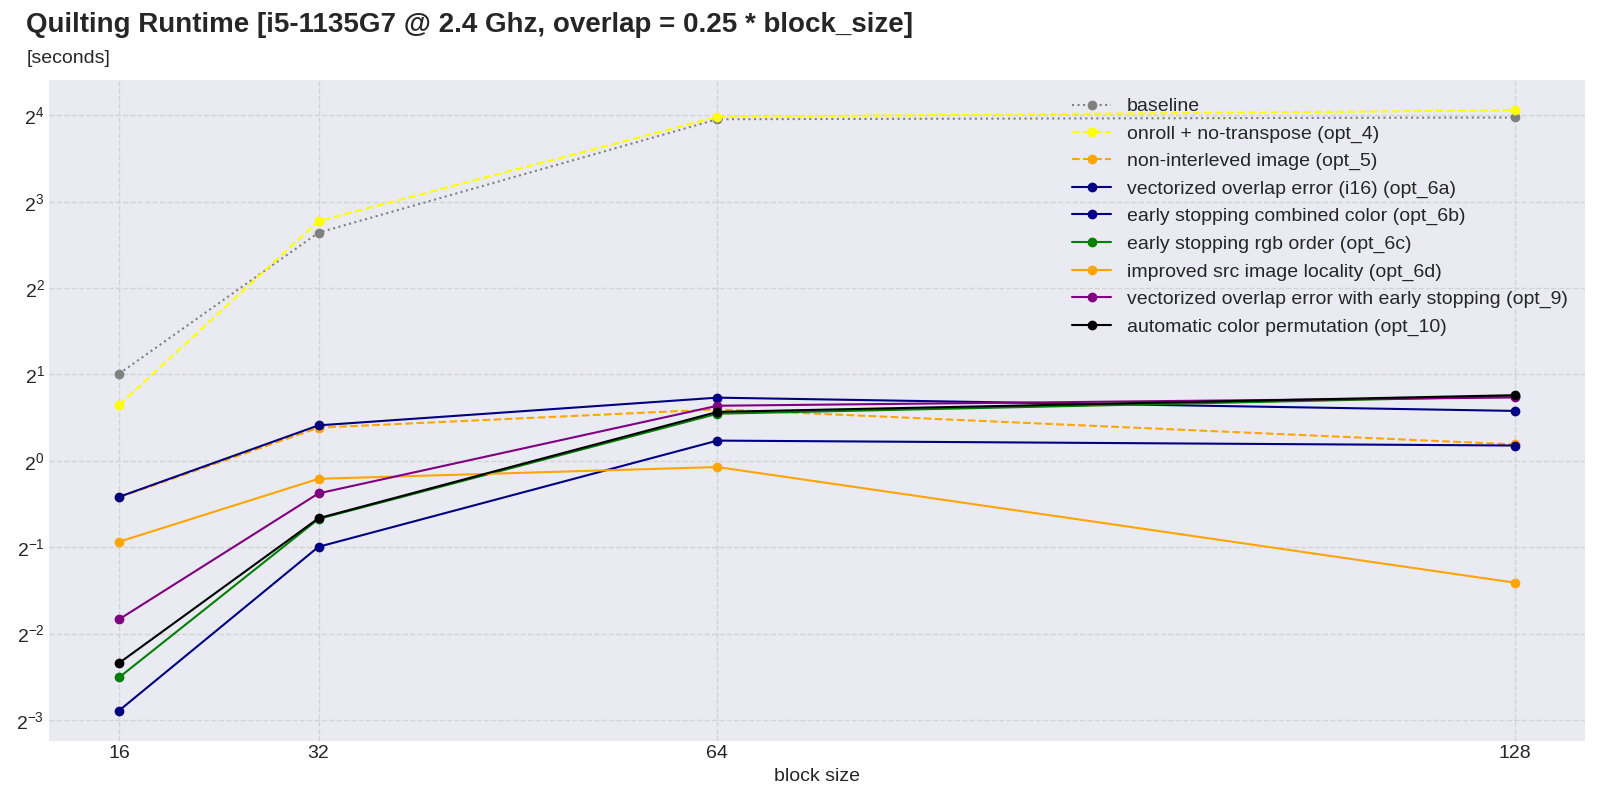 Quilting Runtime [i5-1135G7 @ 2.4 Ghz, overlap = 0.25 * block_size]
[seconds]
2^4
2^3
2^2
2^1
2^0
2^−1
2^−2
2^−3
baseline
onroll + no-transpose (opt_4)
non-interleved image (opt_5)
vectorized overlap error (i16) (opt_6a)
early stopping combined color (opt_6b)
early stopping rgb order (opt_6c)
improved src image locality (opt_6d)
vectorized overlap error with early stopping (opt_9)
automatic color permutation (opt_10)
16 32 64 128
block size